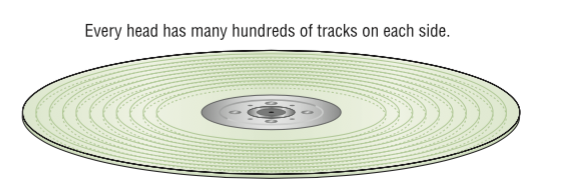 Every head has many hundreds of tracks on each side.